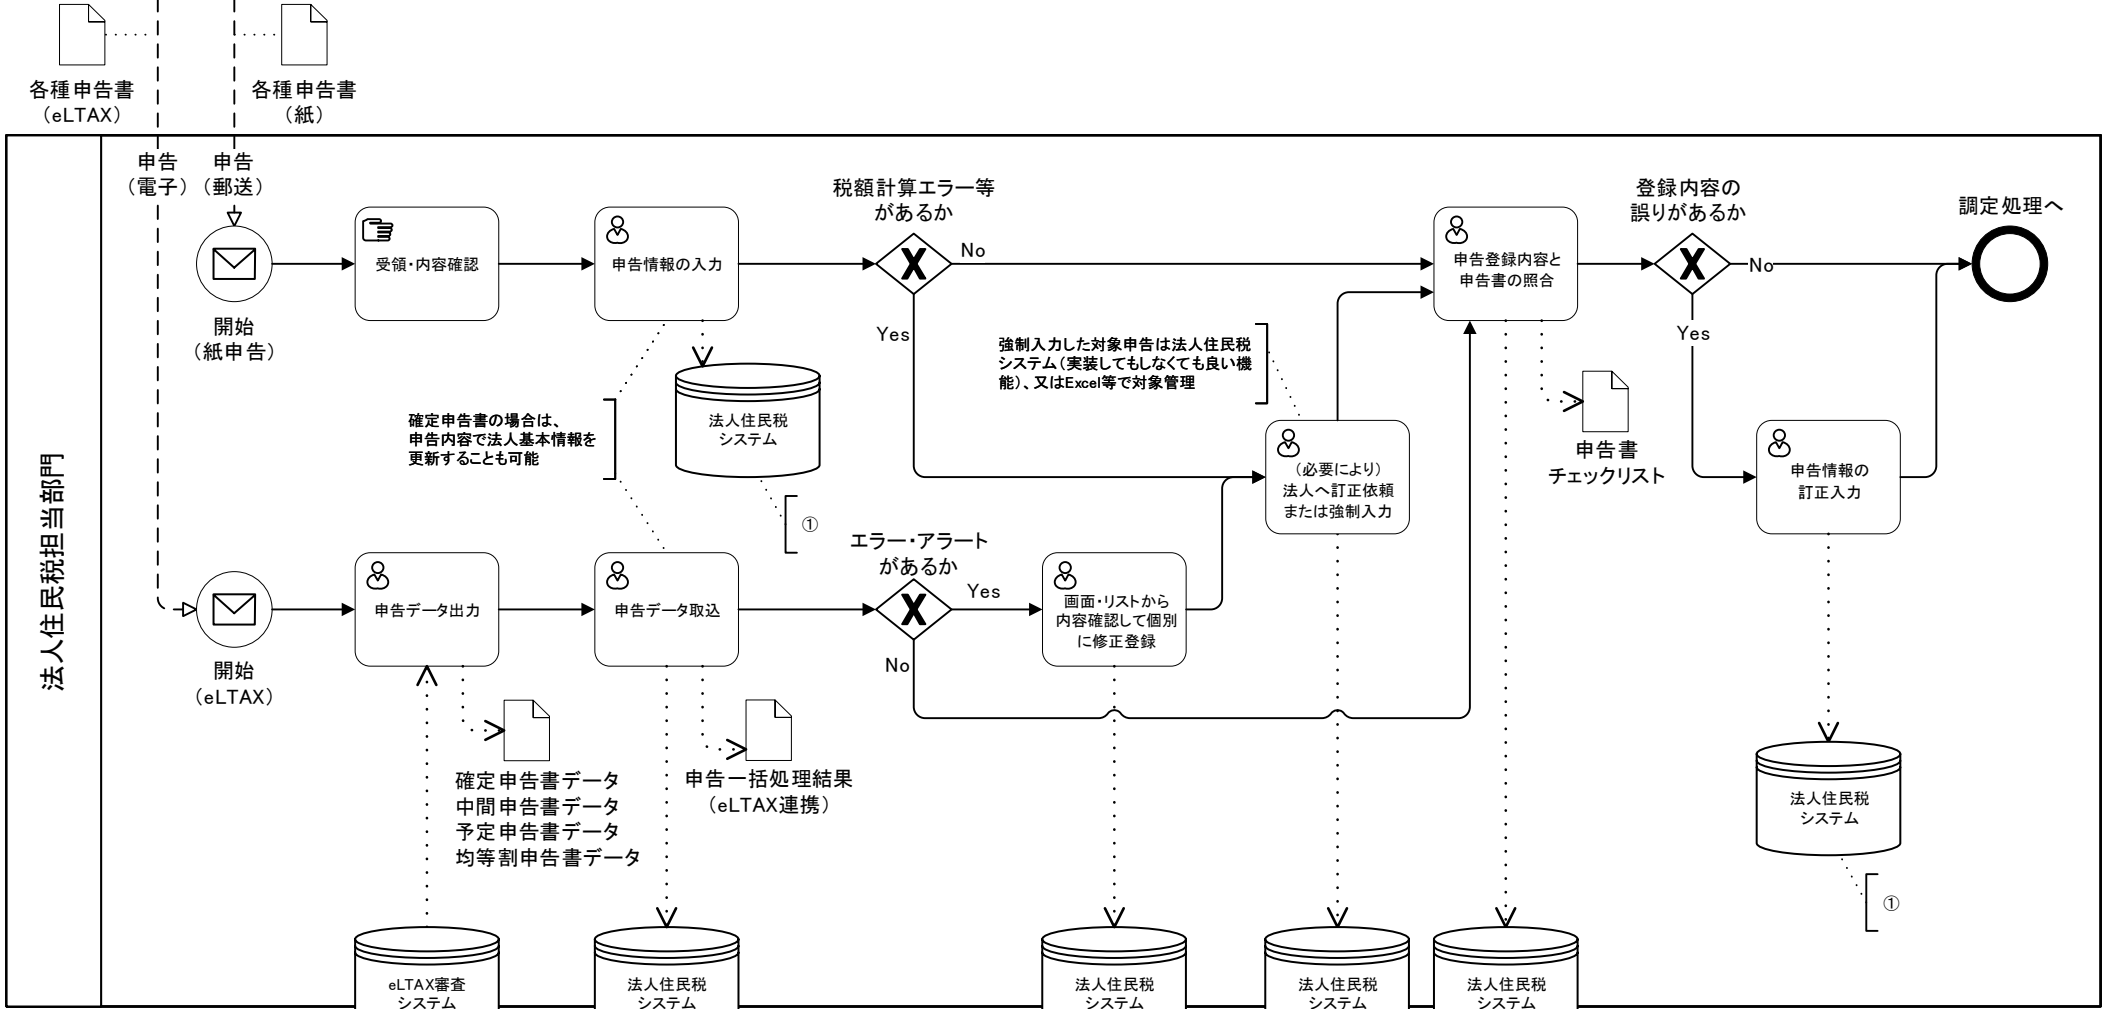 各種申告書
（eLTAX）
各種申告書
（紙）
法人住民税担当部門
申告
（電子）
申告
（郵送）
開始
（紙申告）
受領・内容確認
申告情報の入力
税額計算エラー等
があるか
No
Yes
申告登録内容と
申告書の照合
登録内容の
誤りがあるか
No
Yes
調定処理へ
法人住民税
システム
①
確定申告書の場合は、
申告内容で法人基本情報を
更新することも可能
強制入力した対象申告は法人住民税
システム（実装してもしなくても良い機
能）、又はExcel等で対象管理
（必要により）
法人へ訂正依頼
または強制入力
申告書
チェックリスト
申告情報の
訂正入力
開始
（eLTAX）
申告データ出力
申告データ取込
エラー・アラート
があるか
Yes
No
画面・リストから
内容確認して個別
に修正登録
確定申告書データ
中間申告書データ
予定申告書データ
均等割申告書データ
申告一括処理結果
（eLTAX連携）
法人住民税
システム
①
eLTAX審査
システム
法人住民税
システム
法人住民税
システム
法人住民税
システム
法人住民税
システム